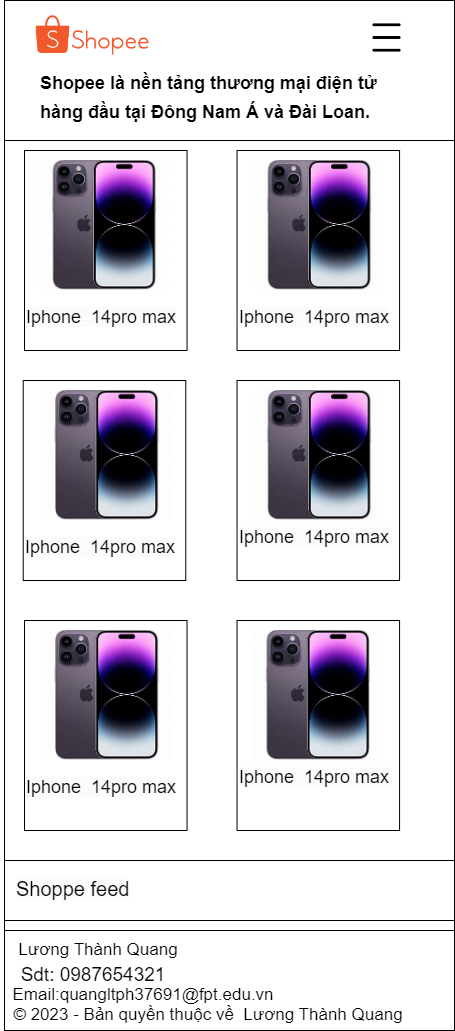 Shopee
Shopee là nền tảng thương mại điện tử
hàng đầu tại Đông Nam Á và Đài Loan.
Iphone 14pro max
Iphone 14pro max
Iphone 14pro max
Iphone 14pro max
Iphone 14pro max
Iphone 14pro max
Shoppe feed
Lương Thành Quang
Sdt: 0987654321
Email:quangltph37691@fpt.edu.vn
© 2023 - Bản quyền thuộc về Lương Thành Quang